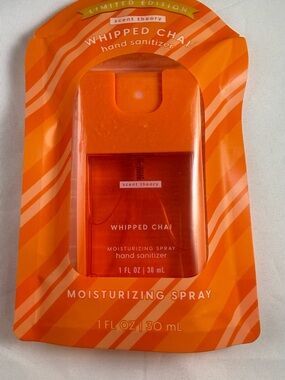 LIMITED EDITION
scent theory
WHIPPED CHAI
hand sanitizer
scent theory
WHIPPED CHAI
MOISTURIZING SPRAY
hand sanitizer
1 FL OZ | 30 mL
MOISTURIZING SPRAY
1 FL OZ | 30 mL